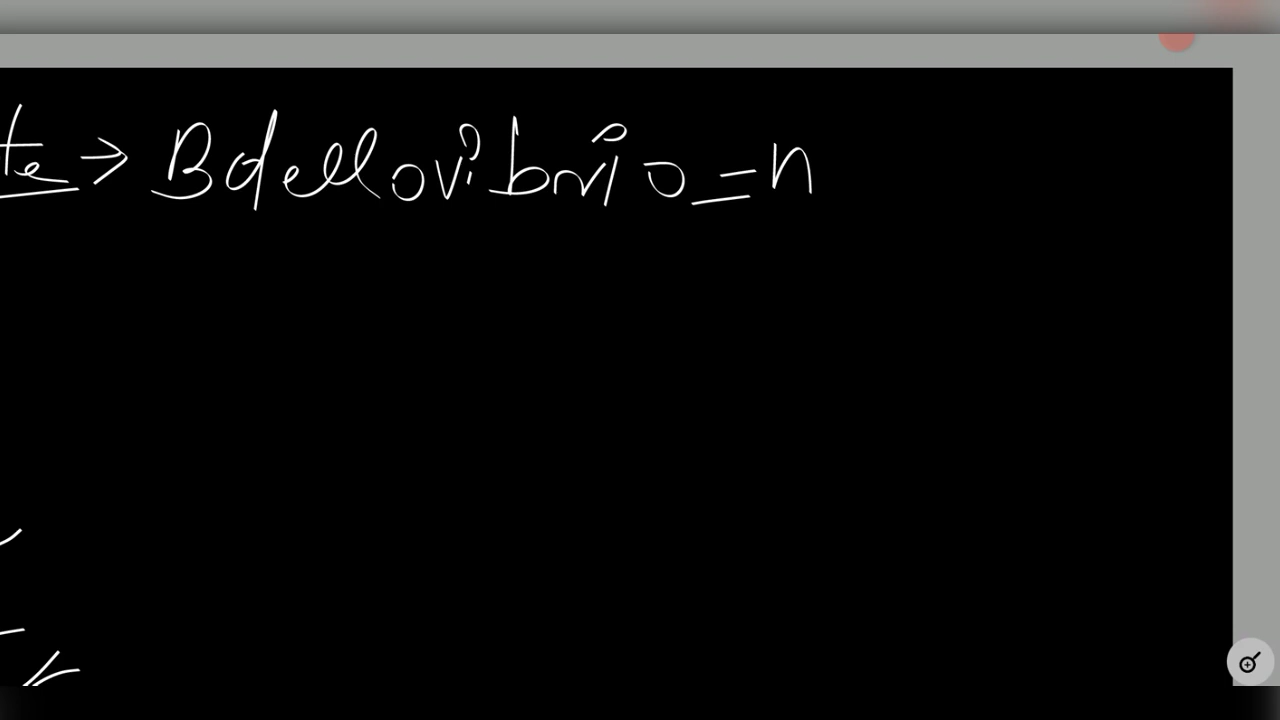 te → Bdellovibrio = n